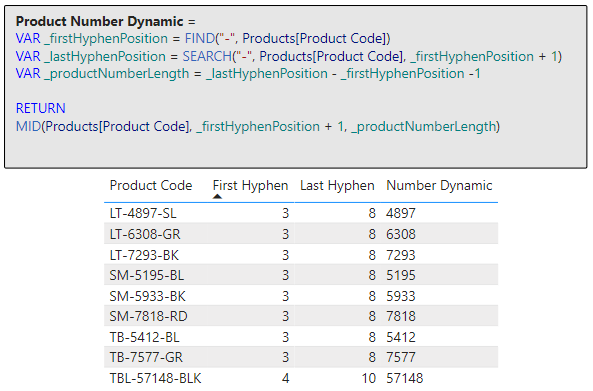 Product Number Dynamic =
VAR _firstHyphenPosition = FIND("-", Products[Product Code])
VAR _lastHyphenPosition = SEARCH("-", Products[Product Code], _firstHyphenPosition + 1)
VAR _productNumberLength = _lastHyphenPosition - _firstHyphenPosition -1
RETURN
MID(Products[Product Code], _firstHyphenPosition + 1, _productNumberLength)
Product Code First Hyphen Last Hyphen Number Dynamic
LT-4897-SL 3 8 4897
LT-6308-GR 3 8 6308
LT-7293-BK 3 8 7293
SM-5195-BL 3 8 5195
SM-5933-BK 3 8 5933
SM-7818-RD 3 8 7818
TB-5412-BL 3 8 5412
TB-7577-GR 3 8 7577
TBL-57148-BLK 4 10 57148